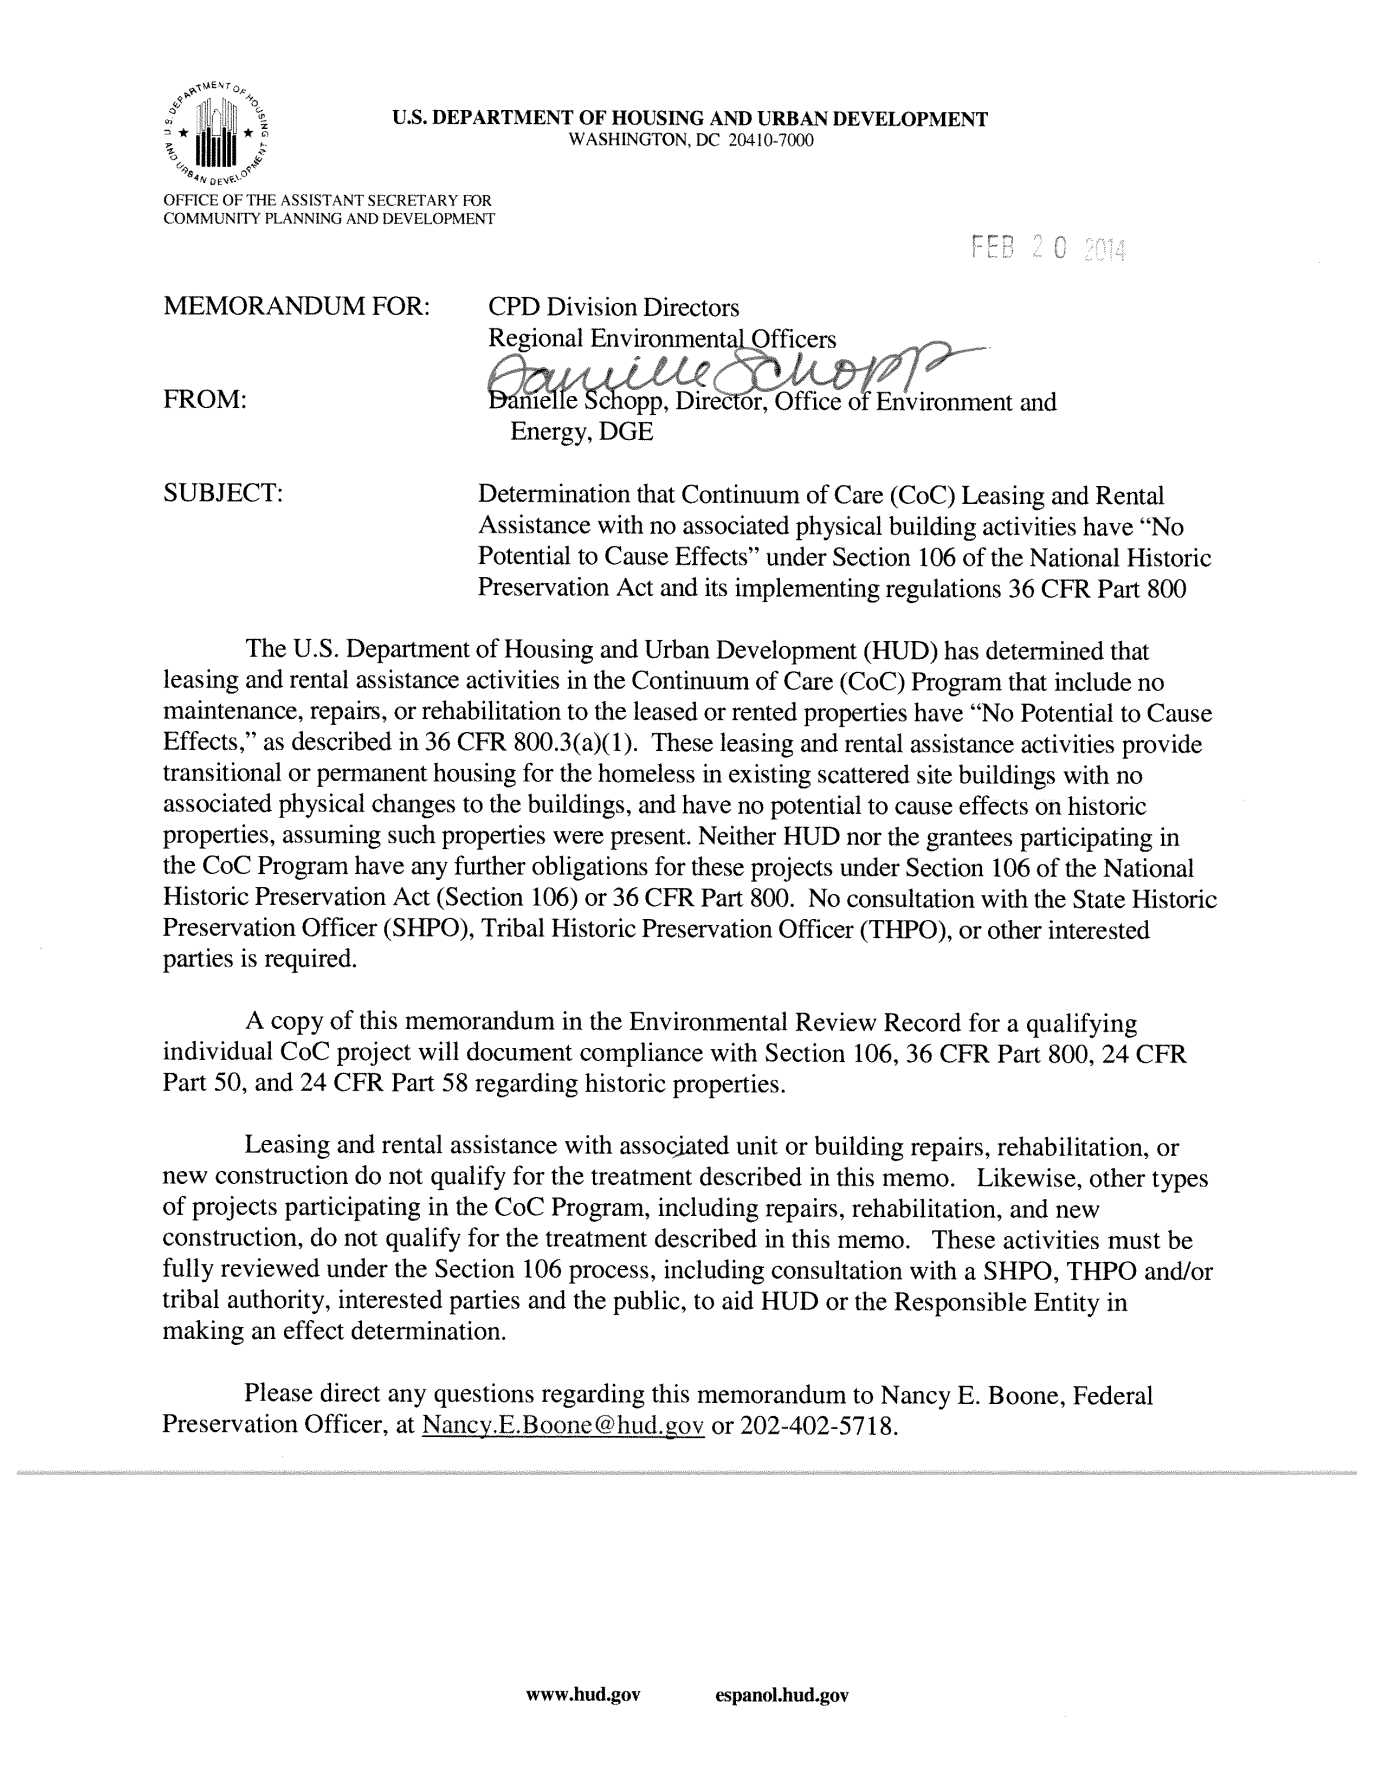 U.S. DEPARTMENT OF HOUSING AND URBAN DEVELOPMENT
U.S. DEPARTMENT OF HOUSING AND URBAN DEVELOPMENT
WASHINGTON, DC 20410-7000
OFFICE OF THE ASSISTANT SECRETARY FOR
COMMUNITY PLANNING AND DEVELOPMENT
FEB 20 2014
MEMORANDUM FOR: CPD Division Directors
Regional Environmental Officers
Danielle Schopp
FROM: Danielle Schopp, Director, Office of Environment and
Energy, DGE
SUBJECT: Determination that Continuum of Care (CoC) Leasing and Rental
Assistance with no associated physical building activities have “No
Potential to Cause Effects” under Section 106 of the National Historic
Preservation Act and its implementing regulations 36 CFR Part 800
The U.S. Department of Housing and Urban Development (HUD) has determined that
leasing and rental assistance activities in the Continuum of Care (CoC) Program that include no
maintenance, repairs, or rehabilitation to the leased or rented properties have “No Potential to Cause
Effects,” as described in 36 CFR 800.3(a)(1). These leasing and rental assistance activities provide
transitional or permanent housing for the homeless in existing scattered site buildings with no
associated physical changes to the buildings, and have no potential to cause effects on historic
properties, assuming such properties were present. Neither HUD nor the grantees participating in
the CoC Program have any further obligations for these projects under Section 106 of the National
Historic Preservation Act (Section 106) or 36 CFR Part 800. No consultation with the State Historic
Preservation Officer (SHPO), Tribal Historic Preservation Officer (THPO), or other interested
parties is required.
A copy of this memorandum in the Environmental Review Record for a qualifying
individual CoC project will document compliance with Section 106, 36 CFR Part 800, 24 CFR
Part 50, and 24 CFR Part 58 regarding historic properties.
Leasing and rental assistance with associated unit or building repairs, rehabilitation, or
new construction do not qualify for the treatment described in this memo. Likewise, other types
of projects participating in the CoC Program, including repairs, rehabilitation, and new
construction, do not qualify for the treatment described in this memo. These activities must be
fully reviewed under the Section 106 process, including consultation with a SHPO, THPO and/or
tribal authority, interested parties and the public, to aid HUD or the Responsible Entity in
making an effect determination.
Please direct any questions regarding this memorandum to Nancy E. Boone, Federal
Preservation Officer, at Nancy.E.Boone@hud.gov or 202-402-5718.
www.hud.gov espanol.hud.gov